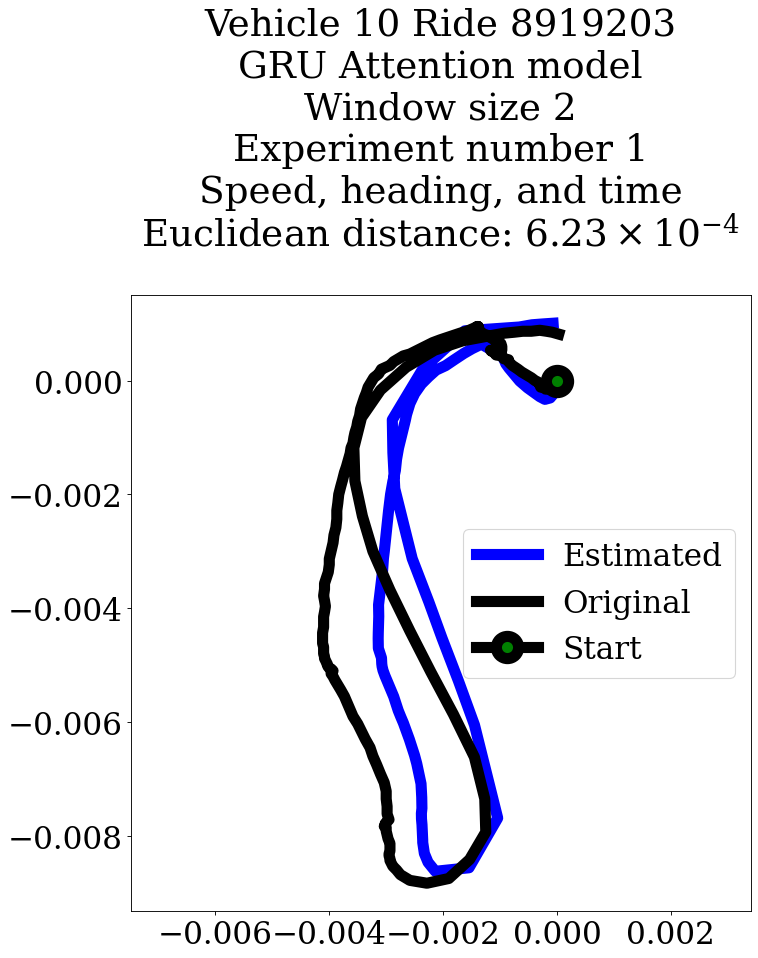 Vehicle 10 Ride 8919203
GRU Attention model
Window size 2
Experiment number 1
Speed, heading, and time
Euclidean distance: 6.23 × 10⁻⁴
0.000
−0.002
−0.004
−0.006
−0.008
Estimated
Original
Start
−0.006 −0.004 −0.002 0.000 0.002